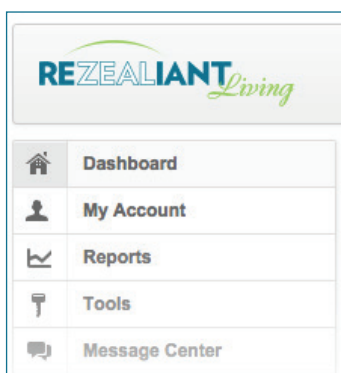 REZEALIANT
Living
Dashboard
My Account
Reports
Tools
Message Center